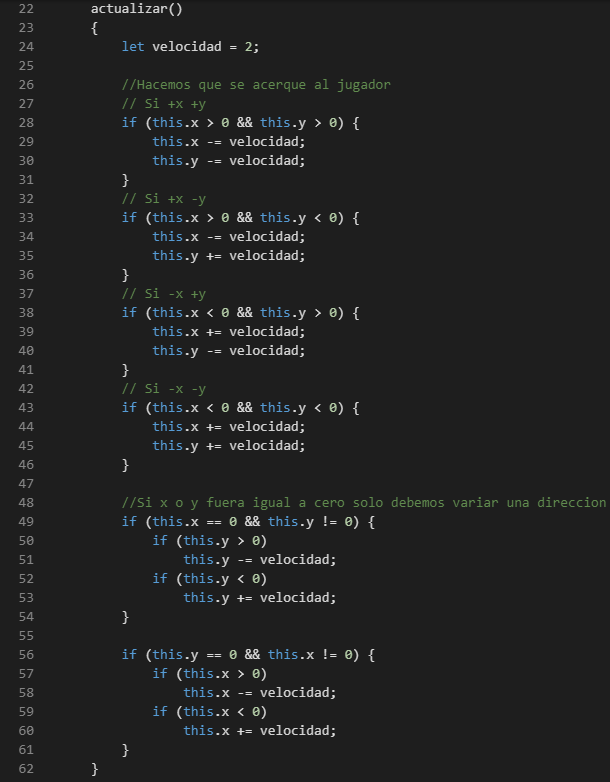 22 actualizar()
23 {
24 let velocidad = 2;
25
26 //Hacemos que se acerque al jugador
27 // Si +x +y
28 if (this.x > 0 && this.y > 0) {
29 this.x -= velocidad;
30 this.y -= velocidad;
31 }
32 // Si +x -y
33 if (this.x > 0 && this.y < 0) {
34 this.x -= velocidad;
35 this.y += velocidad;
36 }
37 // Si -x +y
38 if (this.x < 0 && this.y > 0) {
39 this.x += velocidad;
40 this.y -= velocidad;
41 }
42 // Si -x -y
43 if (this.x < 0 && this.y < 0) {
44 this.x += velocidad;
45 this.y += velocidad;
46 }
47
48 //Si x o y fuera igual a cero solo debemos variar una direccion
49 if (this.x == 0 && this.y != 0) {
50 if (this.y > 0)
51 this.y -= velocidad;
52 if (this.y < 0)
53 this.y += velocidad;
54 }
55
56 if (this.y == 0 && this.x != 0) {
57 if (this.x > 0)
58 this.x -= velocidad;
59 if (this.x < 0)
60 this.x += velocidad;
61 }
62 }